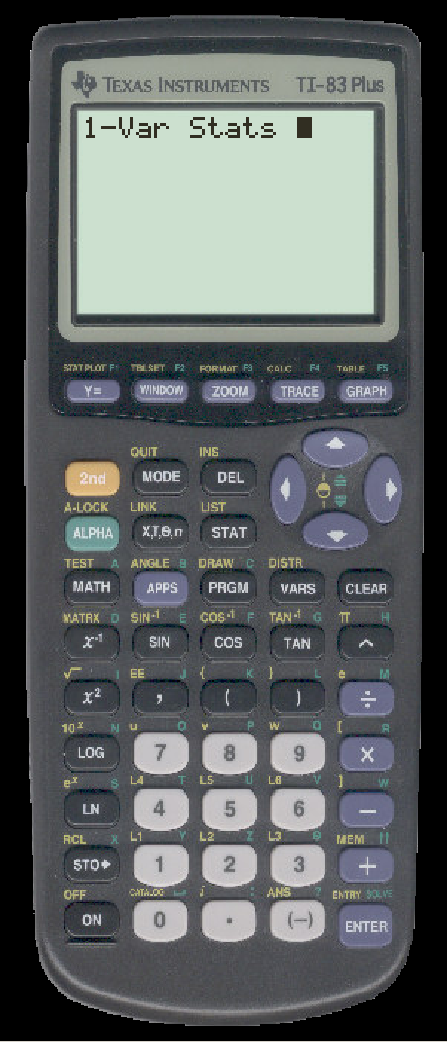 TEXAS INSTRUMENTS TI-83 Plus
1-Var Stats
STAT PLOT F1 TBLSET F2 FORMAT F3 CALC F4 TABLE F5
Y= WINDOW ZOOM TRACE GRAPH
QUIT INS
2nd MODE DEL
A-LOCK LINK LIST
ALPHA X,T,θ,n STAT
TEST A ANGLE B DRAW C DISTR
MATH APPS PRGM VARS CLEAR
MATRX D SIN-1 E COS-1 F TAN-1 G π H
x-1 SIN COS TAN ^
√ I EE J { K } L e M
x2 , ( ) ÷
10x N u O v P w Q [ R
LOG 7 8 9 ×
ex S L4 T L5 U L6 V ] W
LN 4 5 6 −
RCL X L1 Y L2 Z L3 θ MEM "
STO▸ 1 2 3 +
OFF CATALOG i : ANS ? ENTRY SOLVE
ON 0 . (−) ENTER